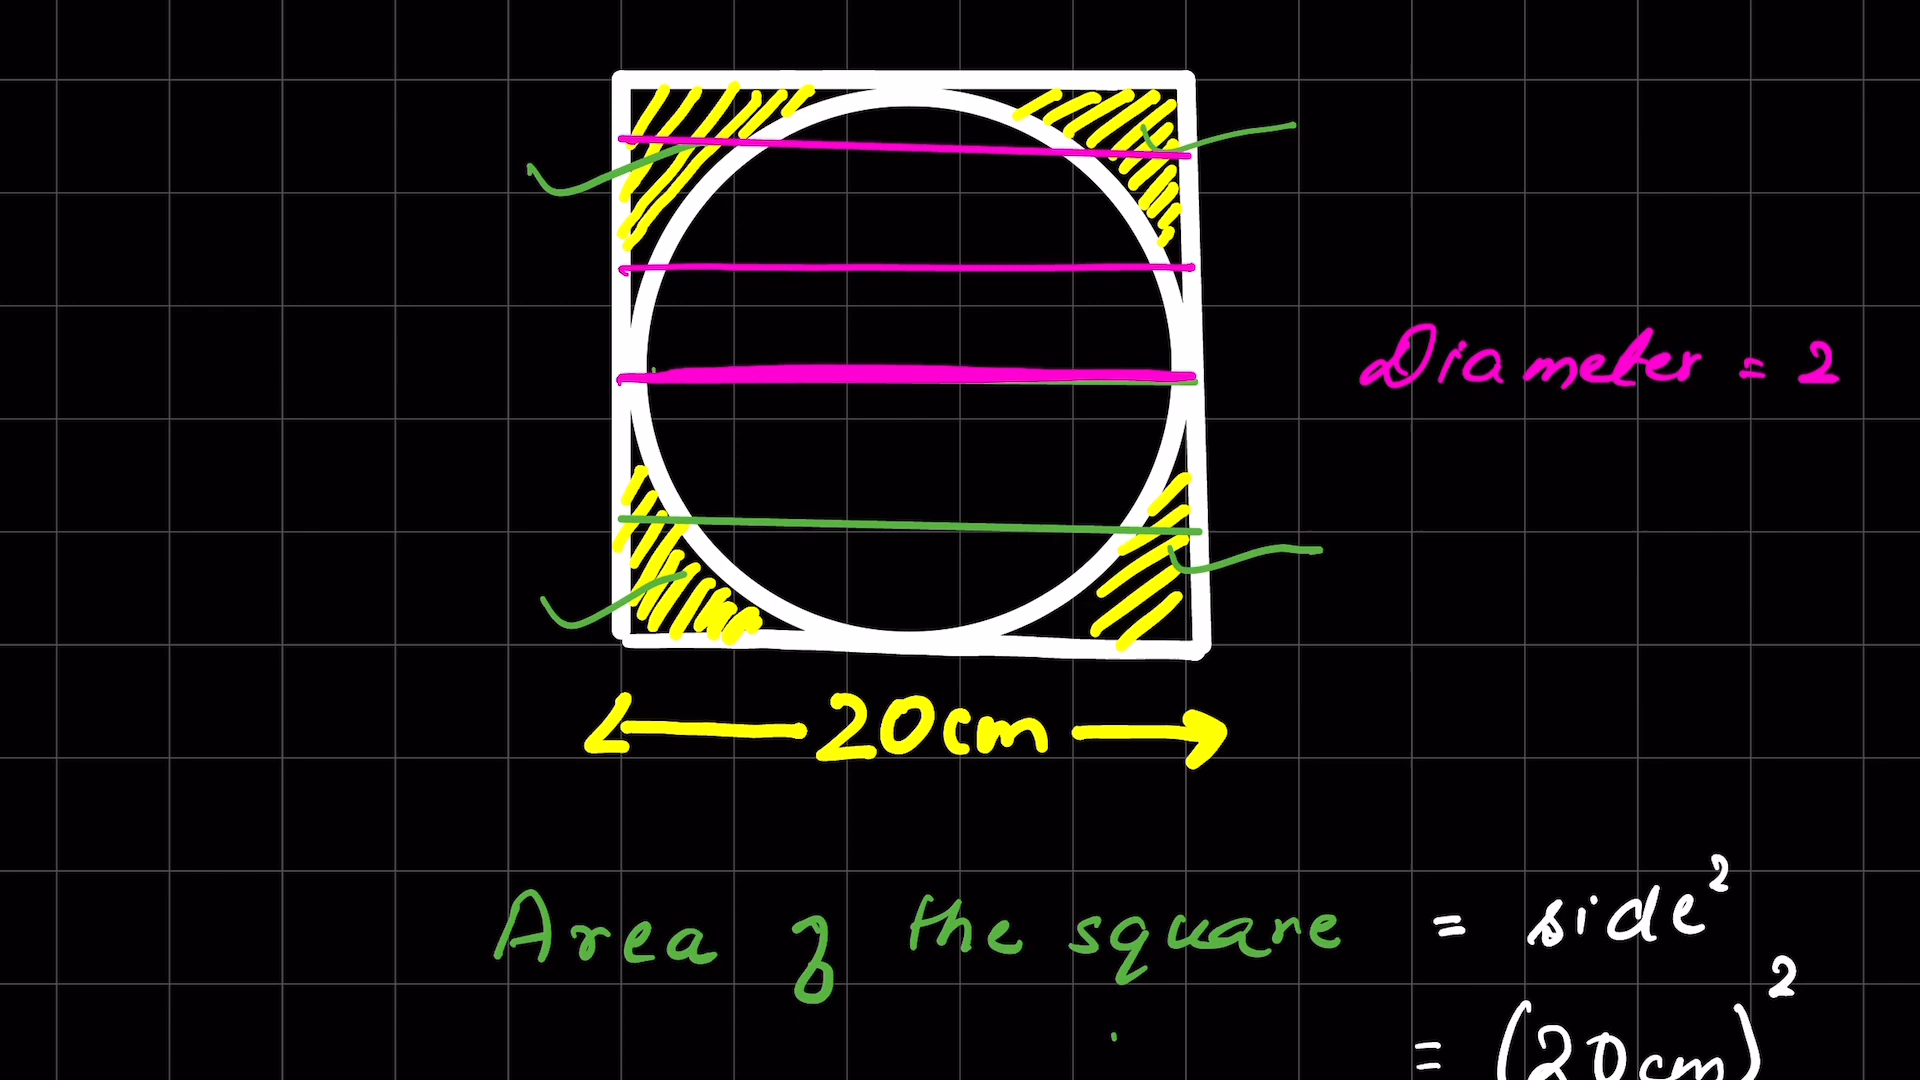 Diameter = 2
20cm
Area of the square = side²
= (20cm)²